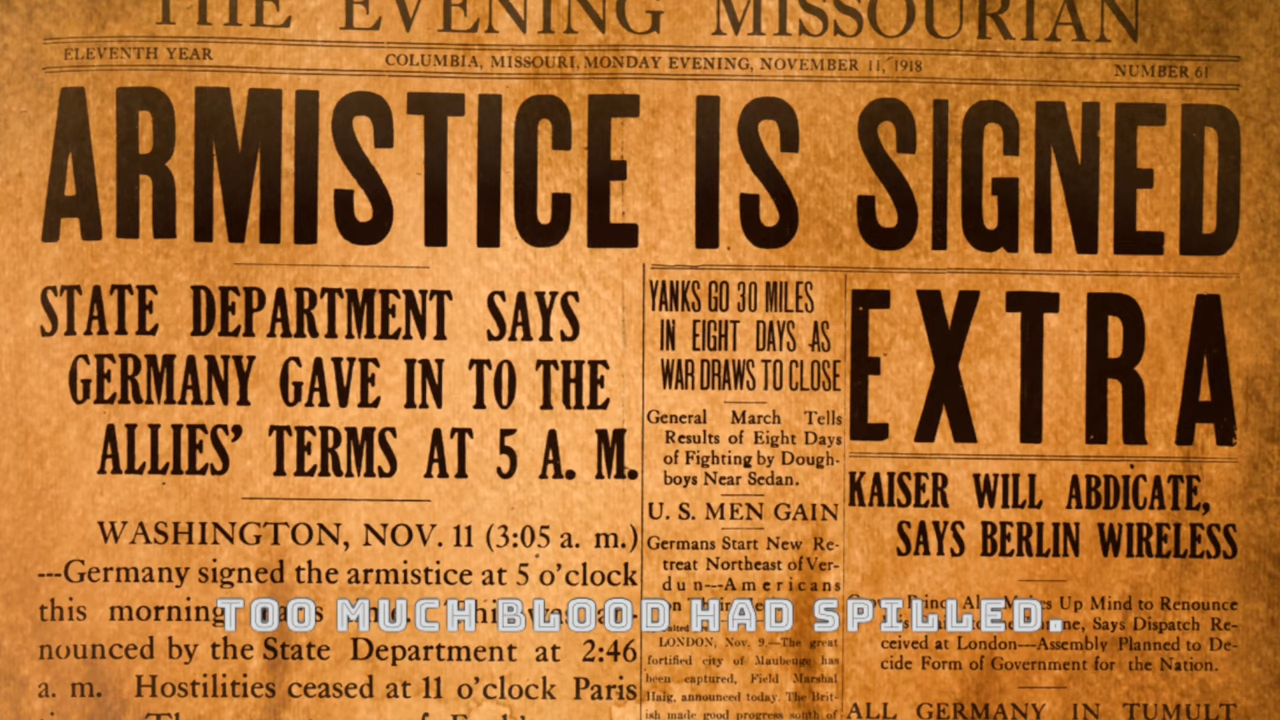 THE EVENING MISSOURIAN
ELEVENTH YEAR
COLUMBIA, MISSOURI, MONDAY EVENING, NOVEMBER 11, 1918
NUMBER 61
ARMISTICE IS SIGNED
STATE DEPARTMENT SAYS
GERMANY GAVE IN TO THE
ALLIES' TERMS AT 5 A. M.
WASHINGTON, NOV. 11 (3:05 a. m.)
---Germany signed the armistice at 5 o'clock
this morning
nounced by the State Department at 2:46
a. m. Hostilities ceased at 11 o'clock Paris
YANKS GO 30 MILES
IN EIGHT DAYS AS
WAR DRAWS TO CLOSE
General March Tells
Results of Eight Days
of Fighting by Dough-
boys Near Sedan.
U. S. MEN GAIN
Germans Start New Re-
treat Northeast of Ver-
dun---Americans
LONDON, Nov. 9.---The great
fortified city of Maubeuge has
been captured, Field Marshal
Haig, announced today. The Brit-
ish made good progress south of
EXTRA
KAISER WILL ABDICATE,
SAYS BERLIN WIRELESS
Up Mind to Renounce
Says Dispatch Re-
ceived at London---Assembly Planned to De-
cide Form of Government for the Nation.
ALL GERMANY IN TUMULT
TOO MUCH BLOOD HAD SPILLED.